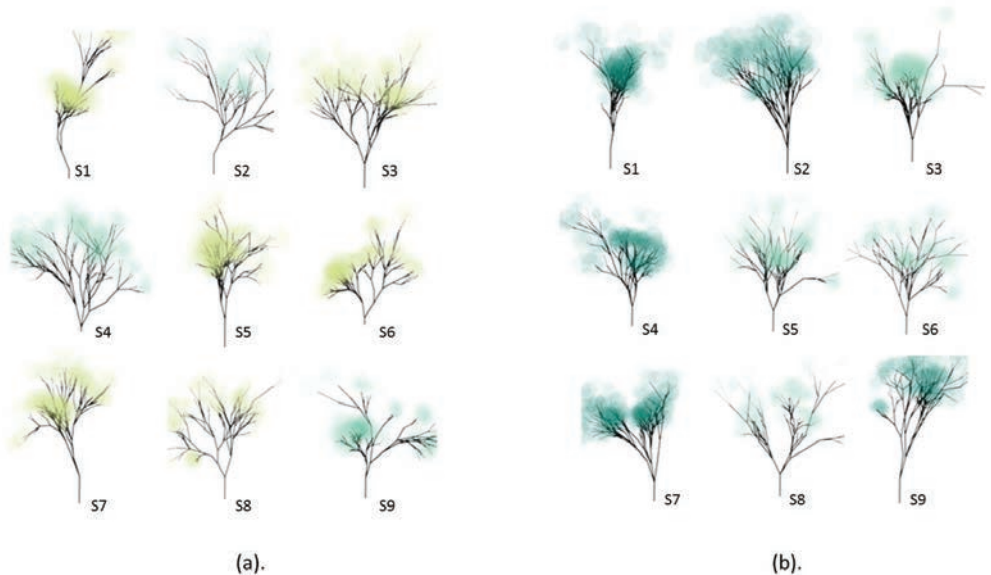 S1 S2 S3
S4 S5 S6
S7 S8 S9
(a).
S1 S2 S3
S4 S5 S6
S7 S8 S9
(b).